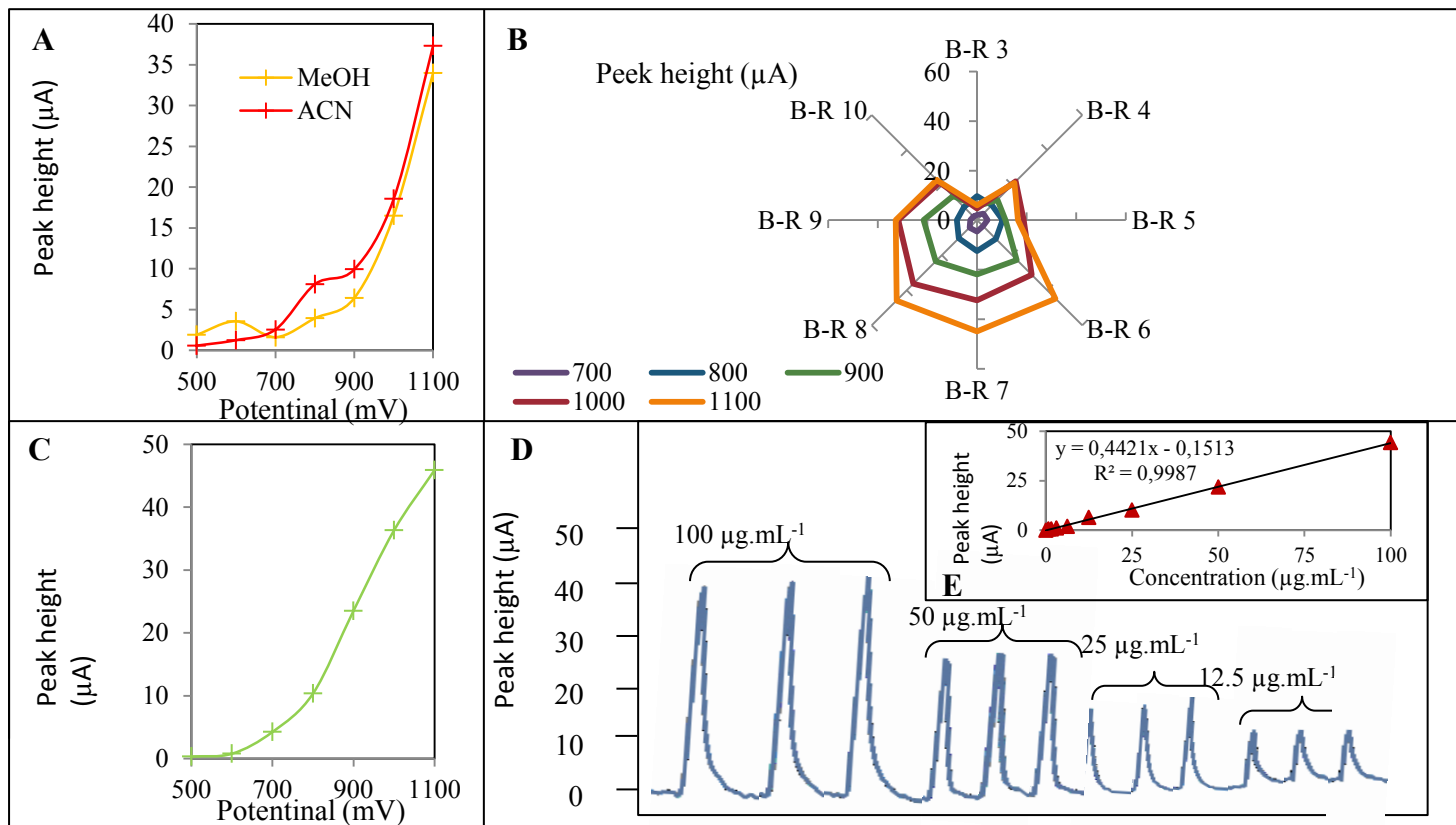 A
40
35
30
25
20
15
10
5
0
Peak height (µA)
MeOH
ACN
500 700 900 1100
Potentinal (mV)
B
Peek height (µA)
B-R 3
B-R 4
B-R 5
B-R 6
B-R 7
B-R 8
B-R 9
B-R 10
60
40
20
0
700 800 900
1000 1100
C
50
40
30
20
10
0
Peak height
(µA)
500 700 900 1100
Potentinal (mV)
D
Peak height (µA)
50
40
30
20
10
0
100 µg.mL⁻¹
50 µg.mL⁻¹
25 µg.mL⁻¹
12.5 µg.mL⁻¹
E
Peak height
(µA)
50
25
0
y = 0,4421x - 0,1513
R² = 0,9987
0 25 50 75 100
Concentration (µg.mL⁻¹)